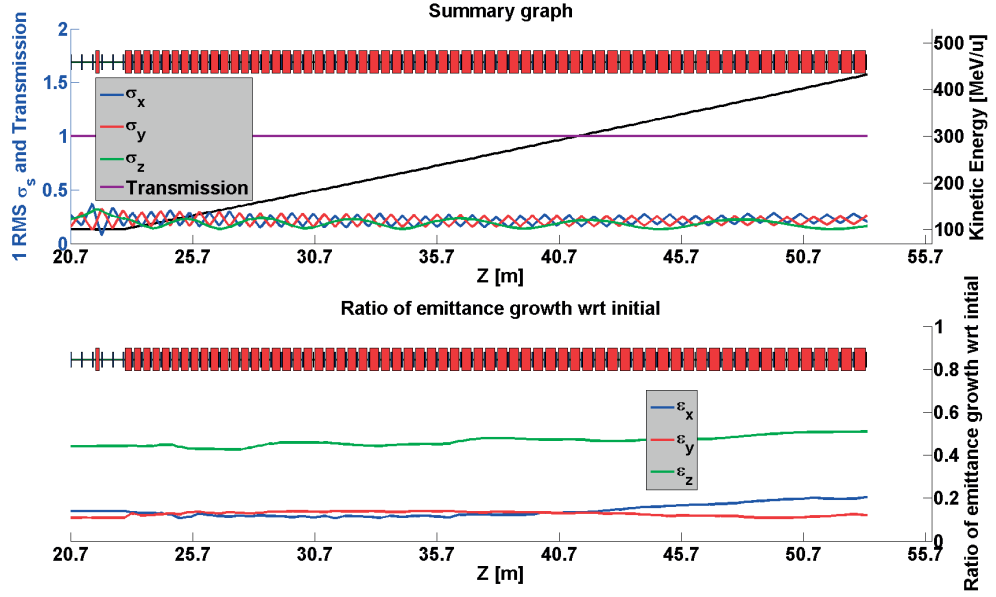 Summary graph
2
1.5
1
0.5
0
1 RMS σs and Transmission
σx
σy
σz
Transmission
500
400
300
200
100
Kinetic Energy [MeV/u]
20.7 25.7 30.7 35.7 40.7 45.7 50.7 55.7
Z [m]
Ratio of emittance growth wrt initial
εx
εy
εz
1
0.8
0.6
0.4
0.2
0
Ratio of emittance growth wrt intial
20.7 25.7 30.7 35.7 40.7 45.7 50.7 55.7
Z [m]